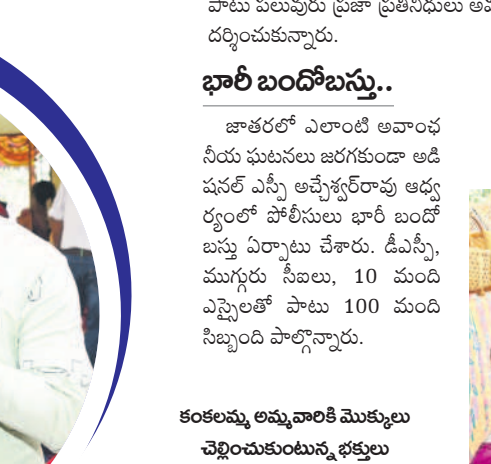 పాటు పలువురు ప్రజా ప్రతినిధులు
దర్శించుకున్నారు.
భారీ బందోబస్తు..
జాతరలో ఎలాంటి అవాంఛ
నీయ ఘటనలు జరగకుండా అడి
షనల్ ఎస్పీ అచ్చేశ్వర్‌రావు ఆధ్వ
ర్యంలో పోలీసులు భారీ బందో
బస్తు ఏర్పాటు చేశారు. డీఎస్పీ,
ముగ్గురు సీఐలు, 10 మంది
ఎస్సైలతో పాటు 100 మంది
సిబ్బంది పాల్గొన్నారు.
కంకలమ్మ అమ్మవారికి మొక్కులు
చెల్లించుకుంటున్న భక్తులు